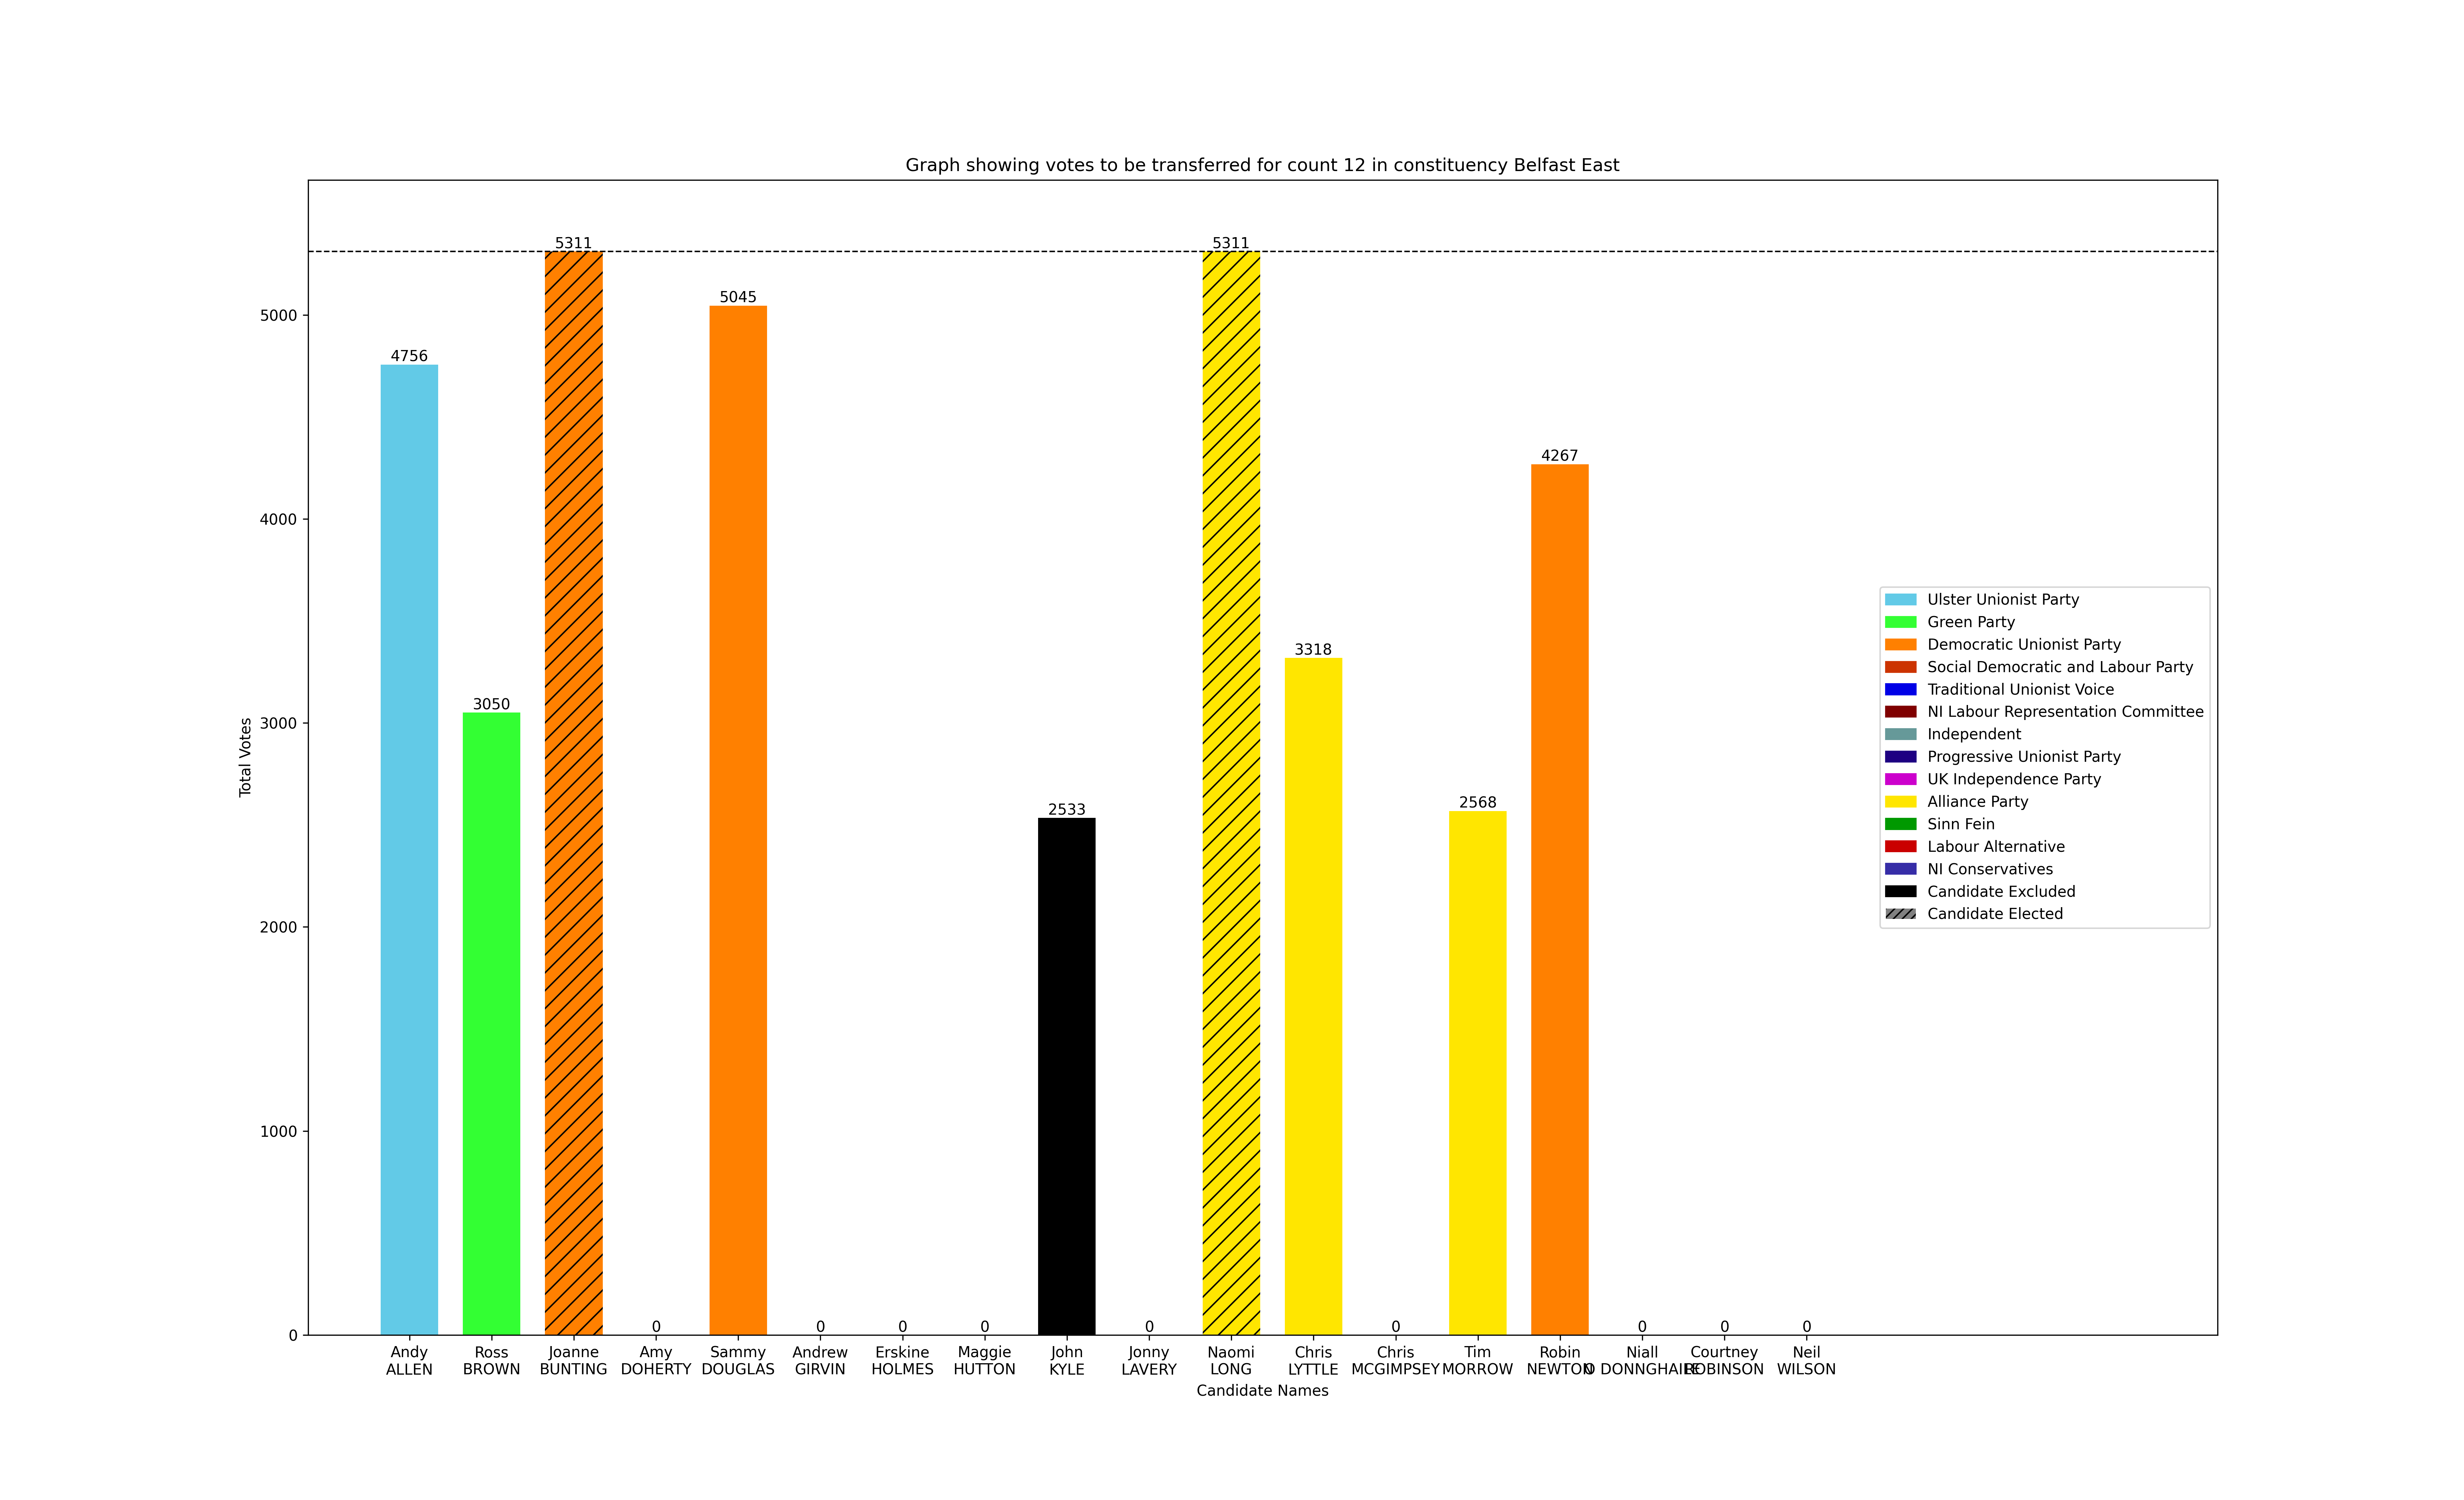 Graph showing votes to be transferred for count 12 in constituency Belfast East
5311
5311
5045
5000
4756
4267
4000
3318
3050
3000
2568
2533
2000
1000
0
0
0
0
0
0
0
0
0
0
Total Votes
Ulster Unionist Party
Green Party
Democratic Unionist Party
Social Democratic and Labour Party
Traditional Unionist Voice
NI Labour Representation Committee
Independent
Progressive Unionist Party
UK Independence Party
Alliance Party
Sinn Fein
Labour Alternative
NI Conservatives
Candidate Excluded
Candidate Elected
Andy
ALLEN
Ross
BROWN
Joanne
BUNTING
Amy
DOHERTY
Sammy
DOUGLAS
Andrew
GIRVIN
Erskine
HOLMES
Maggie
HUTTON
John
KYLE
Jonny
LAVERY
Naomi
LONG
Chris
LYTTLE
Chris
MCGIMPSEY
Tim
MORROW
Robin
NEWTON
Niall
O DONNGHAILE
Courtney
ROBINSON
Neil
WILSON
Candidate Names